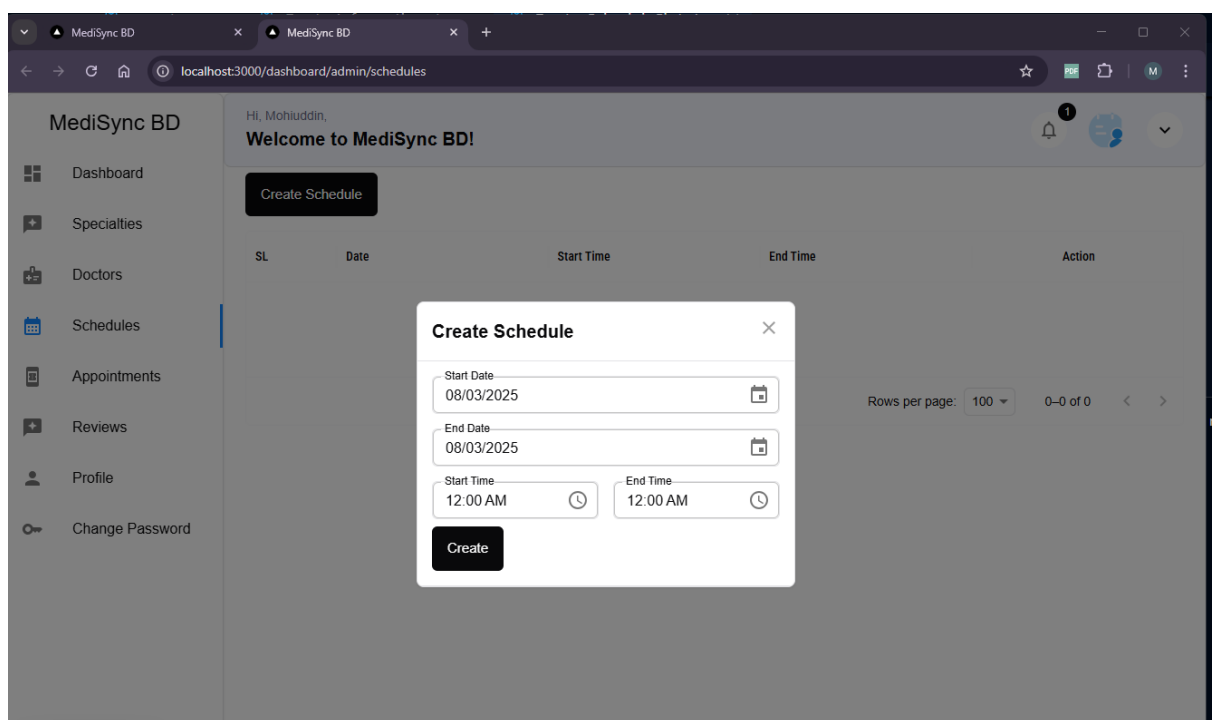 MediSync BD
MediSync BD
localhost:3000/dashboard/admin/schedules
PDF
M
MediSync BD
Hi, Mohiuddin,
Welcome to MediSync BD!
1
Dashboard
Specialties
Doctors
Schedules
Appointments
Reviews
Profile
Change Password
Create Schedule
SL Date Start Time End Time Action
Create Schedule
Start Date
08/03/2025
End Date
08/03/2025
Start Time End Time
12:00 AM 12:00 AM
Create
Rows per page: 100 0–0 of 0